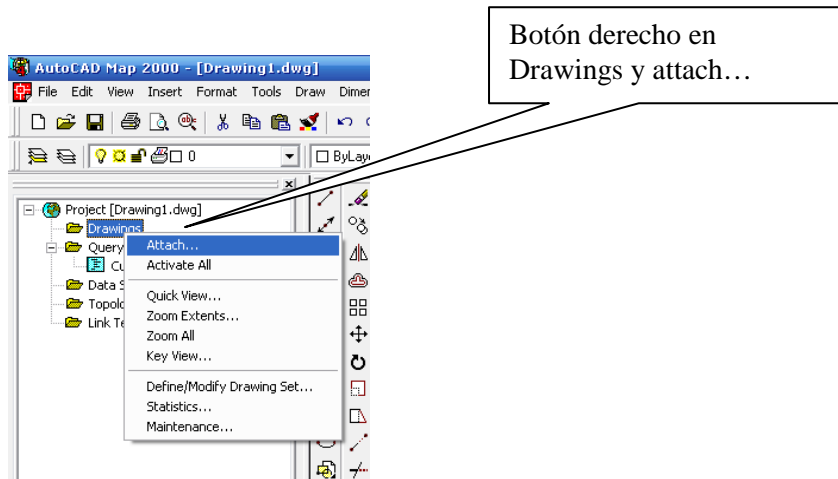 Botón derecho en
Drawings y attach…
AutoCAD Map 2000 - [Drawing1.dwg]
File Edit View Insert Format Tools Draw
0
Project [Drawing1.dwg]
Drawings
Query
Attach...
Activate All
Quick View...
Zoom Extents...
Zoom All
Key View...
Define/Modify Drawing Set...
Statistics...
Maintenance...